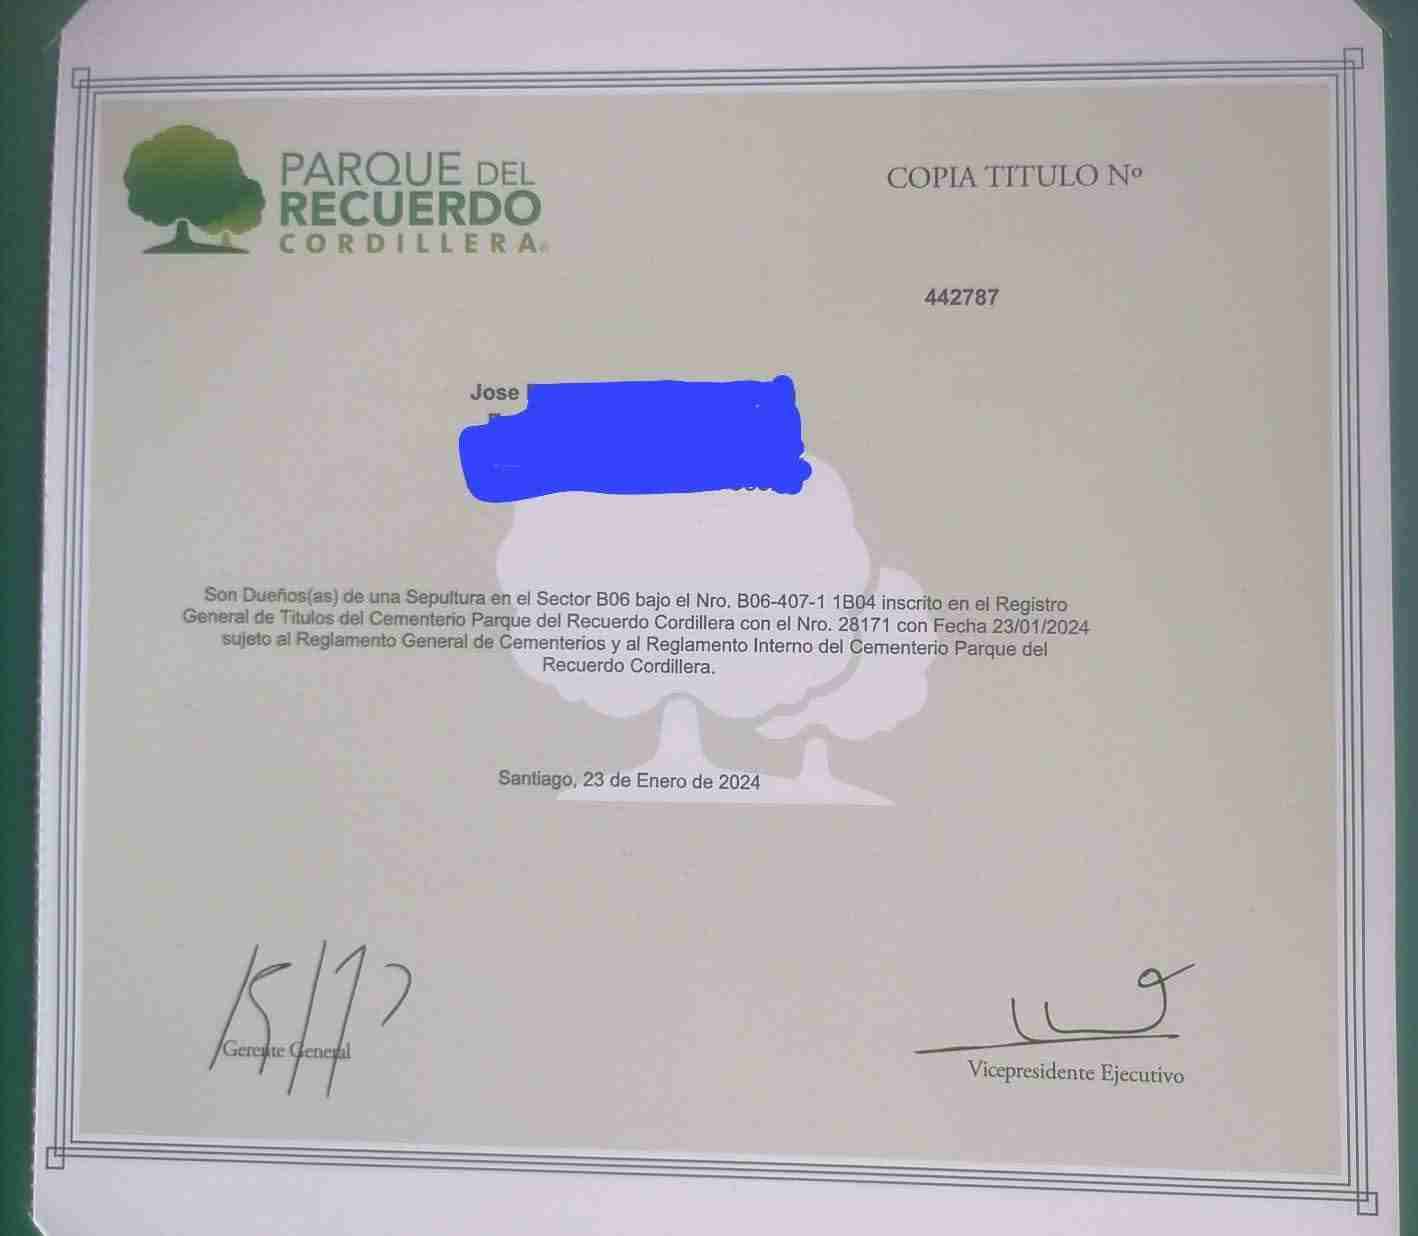 PARQUE DEL
RECUERDO
CORDILLERA®
COPIA TITULO Nº
442787
Jose
Son Dueños(as) de una Sepultura en el Sector B06 bajo el Nro. B06-407-1 1B04 inscrito en el Registro
General de Titulos del Cementerio Parque del Recuerdo Cordillera con el Nro. 28171 con Fecha 23/01/2024
sujeto al Reglamento General de Cementerios y al Reglamento Interno del Cementerio Parque del
Recuerdo Cordillera.
Santiago, 23 de Enero de 2024
Gerente General
Vicepresidente Ejecutivo